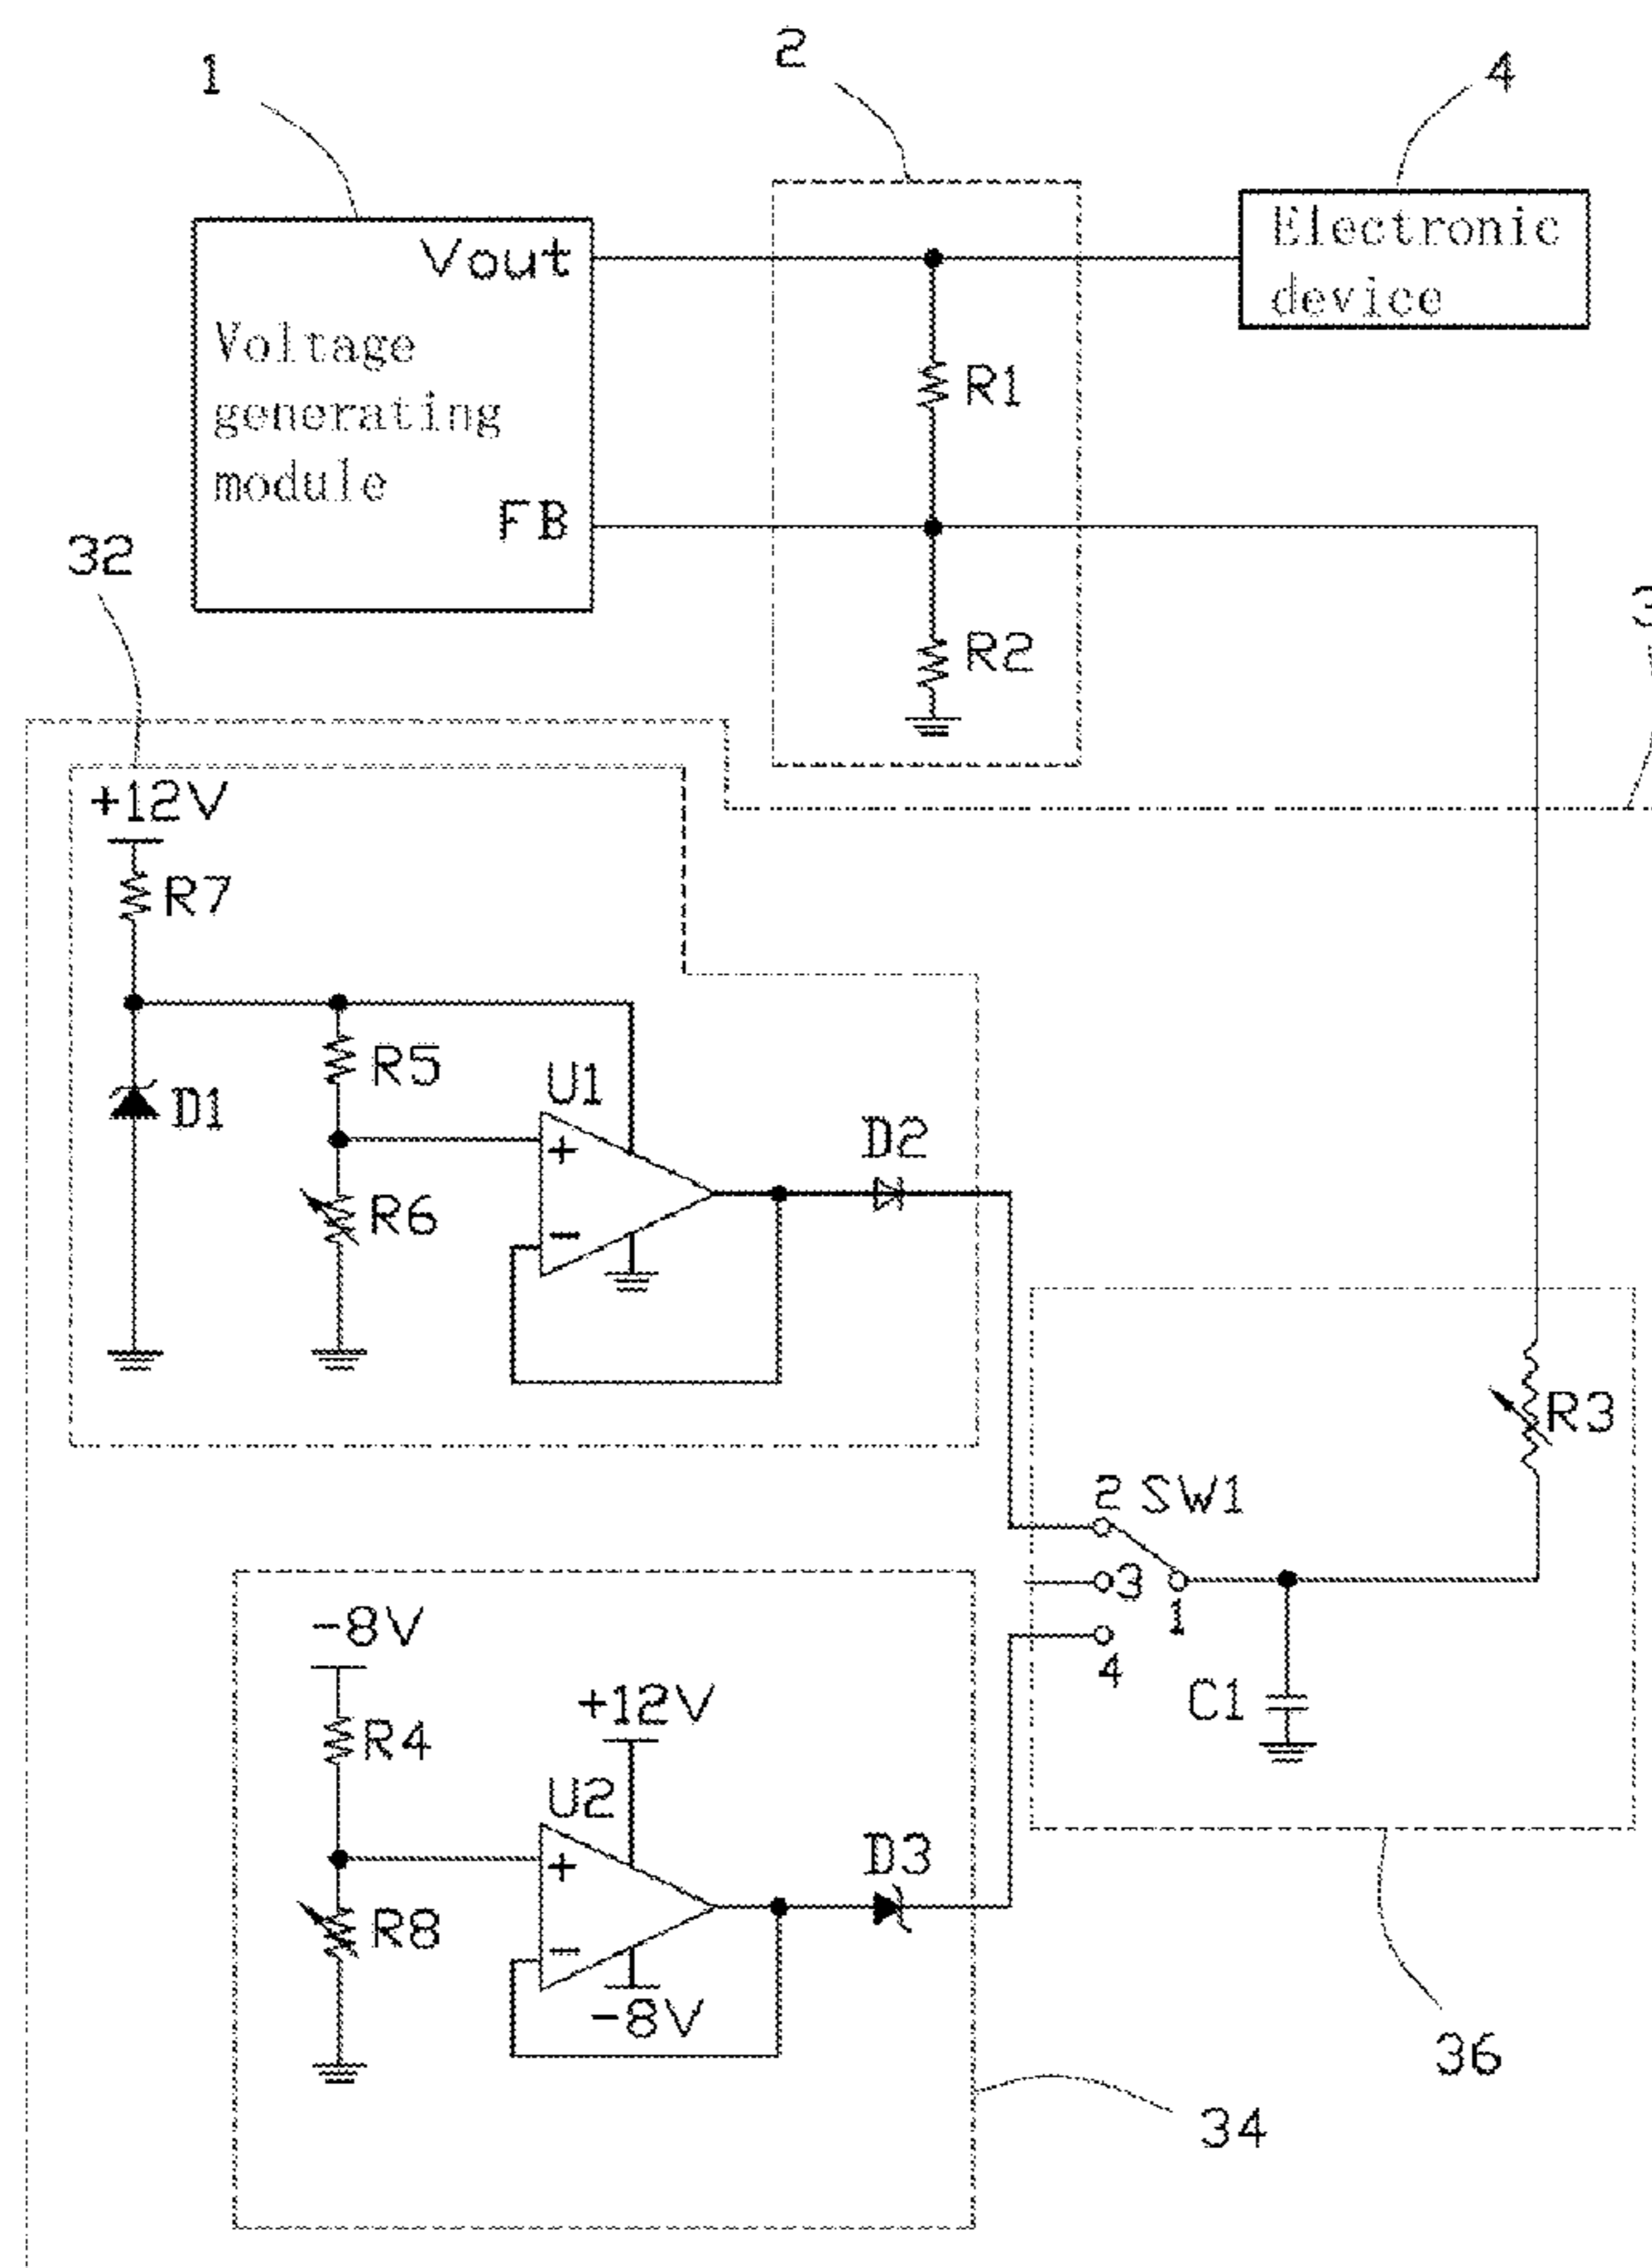 1
2
4
Vout
Electronic
device
Voltage
generating
module
R1
FB
32
3
R2
+12V
R7
R5
U1
D1
D2
+
R6
−
R3
2 SW1
3
1
4
-8V
+12V
C1
R4
U2
D3
+
R8
−
-8V
36
34